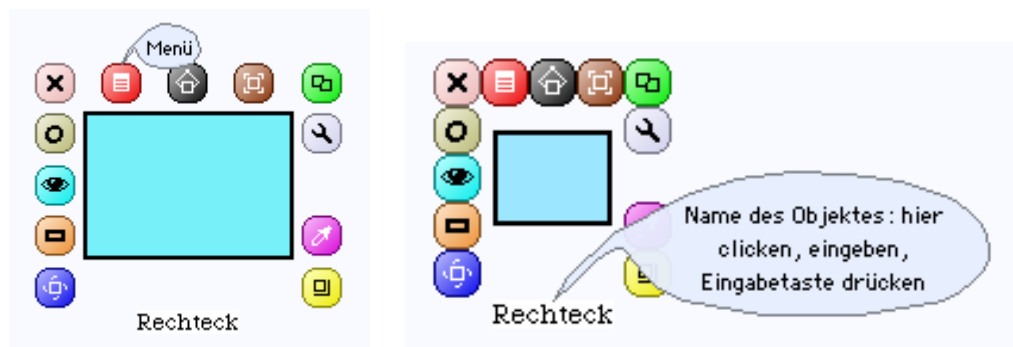 Menü
Rechteck
Name des Objektes: hier
clicken, eingeben,
Eingabetaste drücken
Rechteck